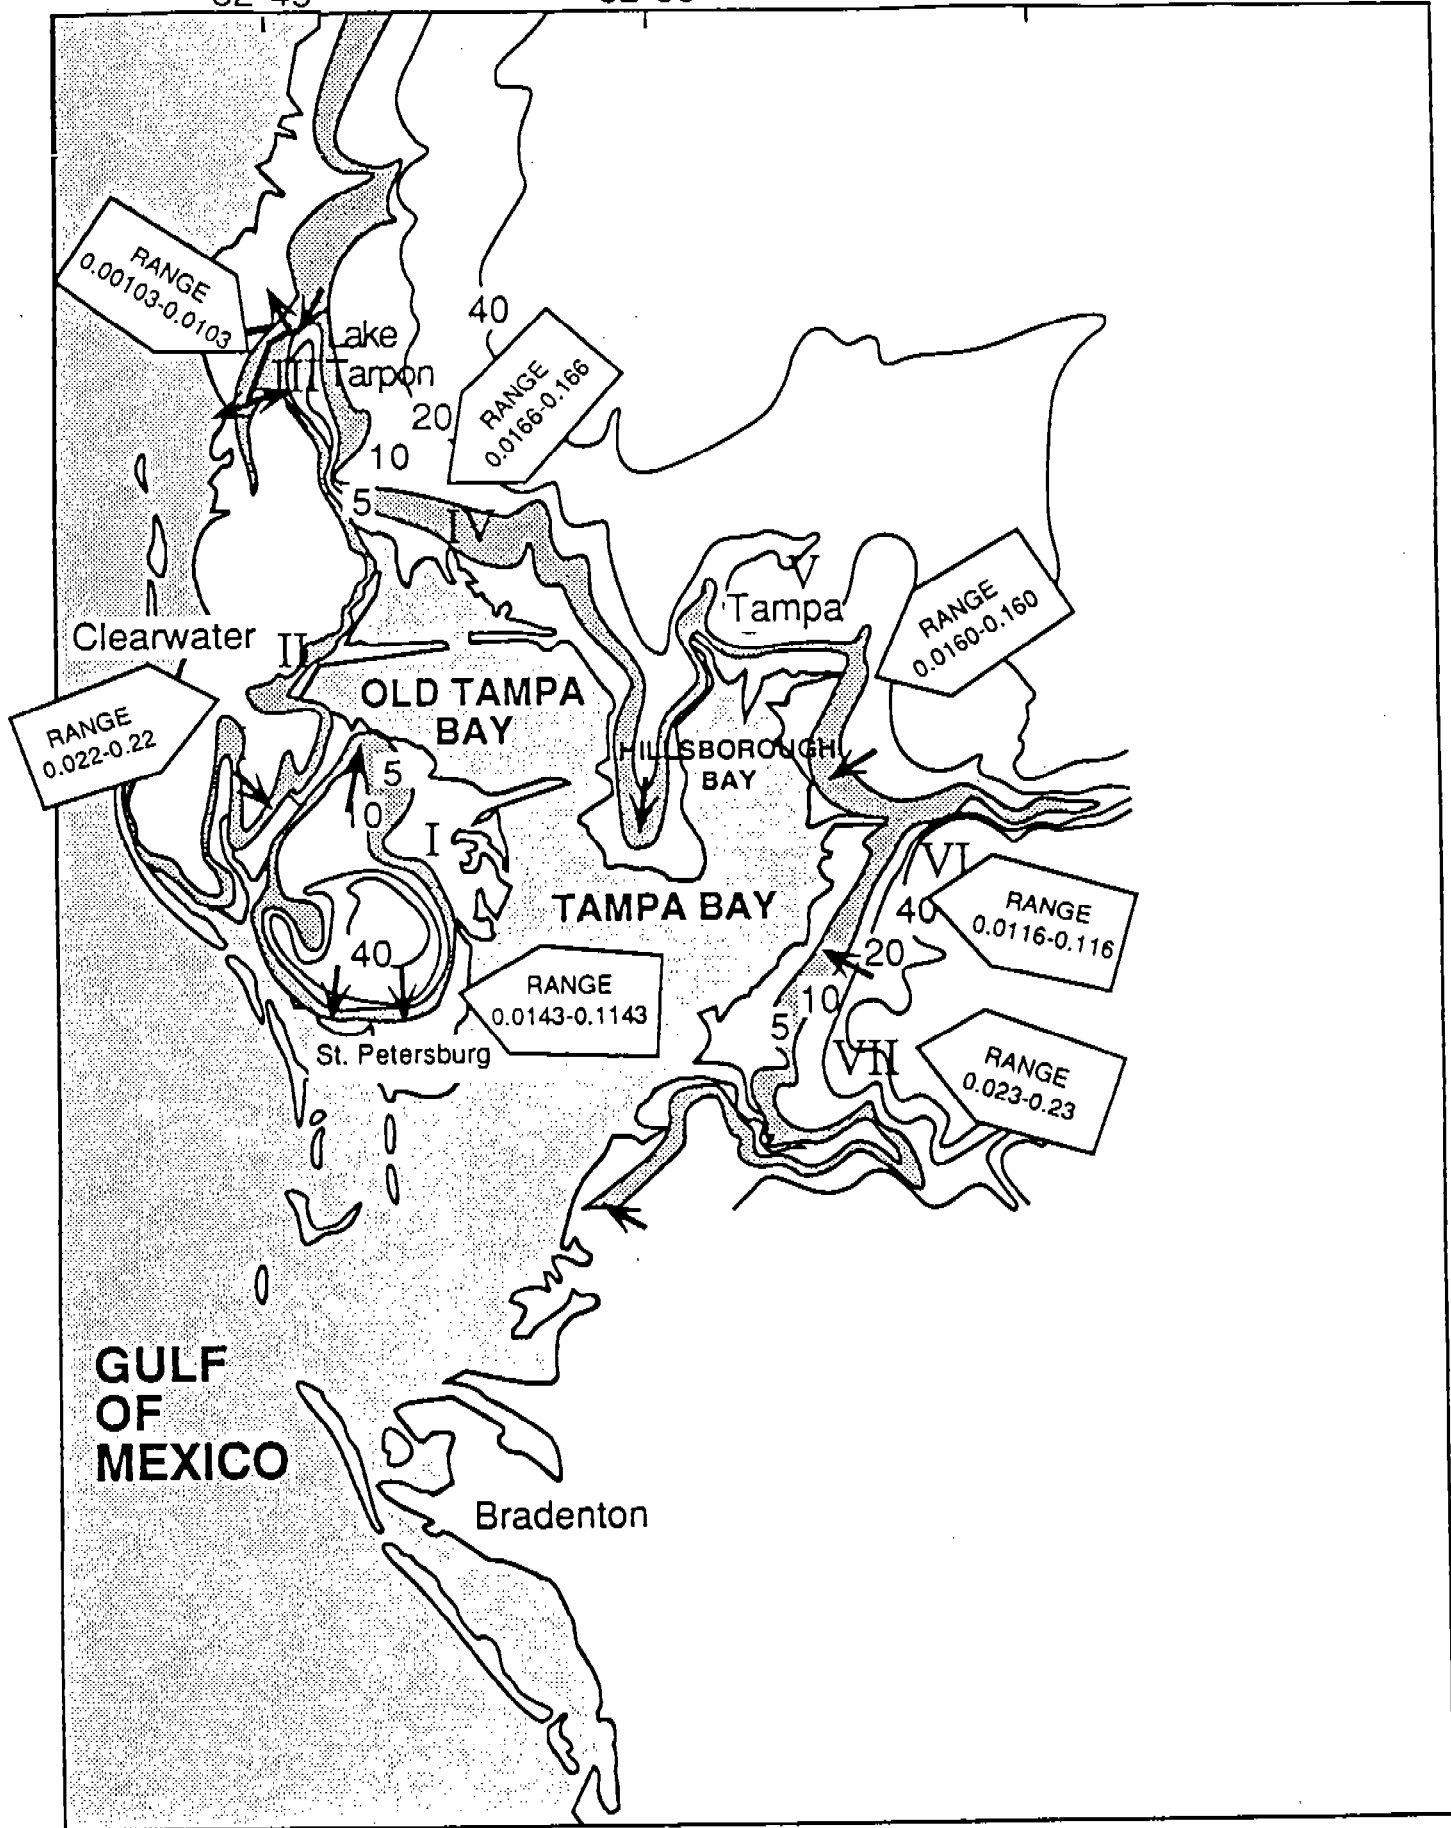 RANGE
0.00103-0.0103
40
Lake
III Tarpon
RANGE
0.0166-0.166
20
10
5
IV
V
Tampa
RANGE
0.0160-0.160
Clearwater
II
OLD TAMPA
BAY
RANGE
0.022-0.22
HILLSBOROUGH
BAY
5
10
I
VI
TAMPA BAY
40
RANGE
0.0116-0.116
40
20
RANGE
0.0143-0.1143
10
5
St. Petersburg
VII
RANGE
0.023-0.23
GULF
OF
MEXICO
Bradenton